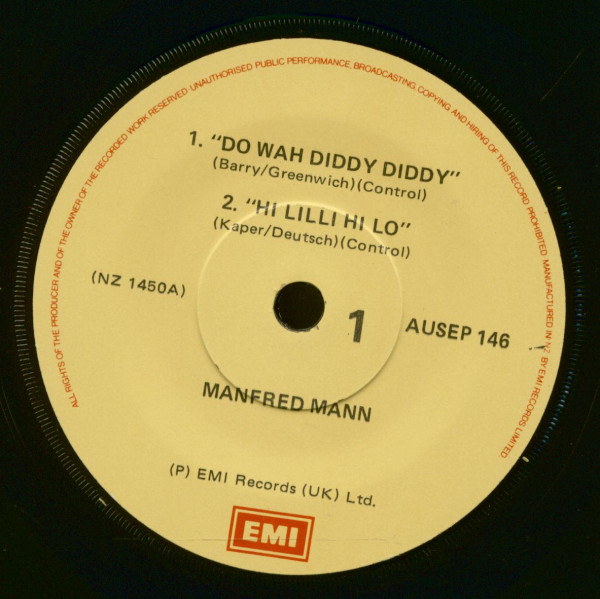 ALL RIGHTS OF THE PRODUCER AND OF THE OWNER OF THE RECORDED WORK RESERVED·UNAUTHORISED PUBLIC PERFORMANCE, BROADCASTING, COPYING AND HIRING OF THIS RECORD PROHIBITED. MANUFACTURED IN N.Z. BY EMI RECORDS LIMITED
1. "DO WAH DIDDY DIDDY"
(Barry/Greenwich)(Control)
2. "HI LILLI HI LO"
(Kaper/Deutsch)(Control)
(NZ 1450A)
1
AUSEP 146
MANFRED MANN
(P) EMI Records (UK) Ltd.
EMI